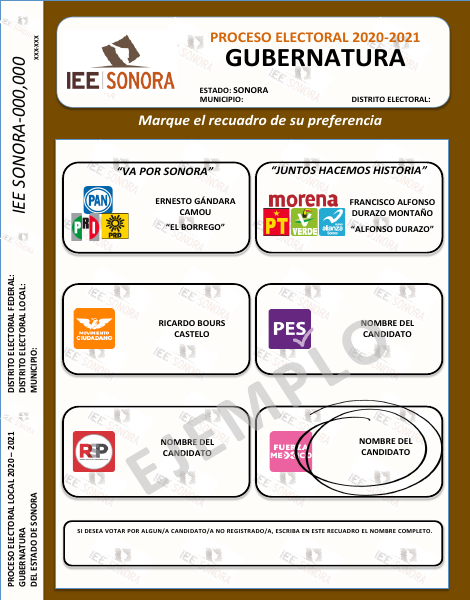 PROCESO ELECTORAL 2020-2021
GUBERNATURA
IEE SONORA
ESTADO: SONORA
MUNICIPIO:
DISTRITO ELECTORAL:
Marque el recuadro de su preferencia
“VA POR SONORA”
PAN
PRI
PRD
ERNESTO GÁNDARA
CAMOU
“EL BORREGO”
“JUNTOS HACEMOS HISTORIA”
morena
PT
VERDE
alianza
FRANCISCO ALFONSO
DURAZO MONTAÑO
“ALFONSO DURAZO”
MOVIMIENTO
CIUDADANO
RICARDO BOURS
CASTELO
PES
NOMBRE DEL
CANDIDATO
RSP
NOMBRE DEL
CANDIDATO
FUERZA
MEXICO
NOMBRE DEL
CANDIDATO
EJEMPLO
SI DESEA VOTAR POR ALGUN/A CANDIDATO/A NO REGISTRADO/A, ESCRIBA EN ESTE RECUADRO EL NOMBRE COMPLETO.
IEE SONORA-000,000
XXX-XXX
DISTRITO ELECTORAL FEDERAL:
DISTRITO ELECTORAL LOCAL:
MUNICIPIO:
PROCESO ELECTORAL LOCAL 2020 – 2021
GUBERNATURA
DEL ESTADO DE SONORA